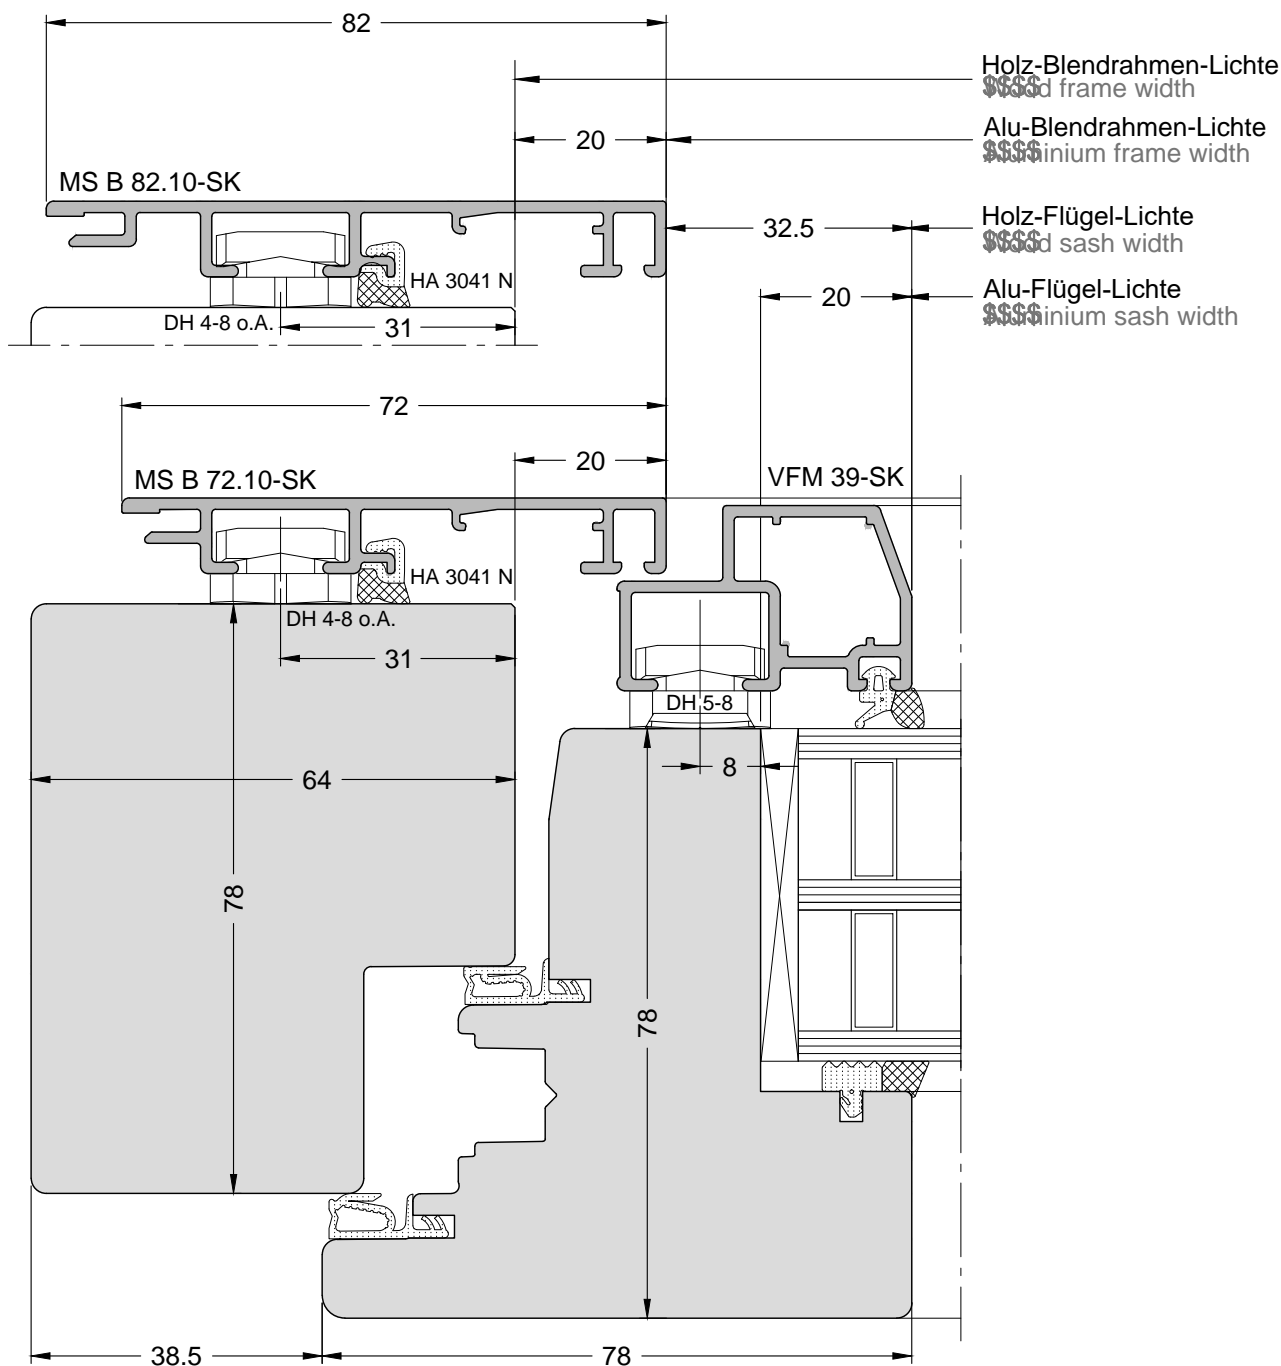 82
Holz-Blendrahmen-Lichte
frame width
20
Alu-Blendrahmen-Lichte
frame width
MS B 82.10-SK
32.5
Holz-Flügel-Lichte
sash width
HA 3041 N
20
Alu-Flügel-Lichte
sash width
DH 4-8 o.A.
31
72
20
MS B 72.10-SK
VFM 39-SK
HA 3041 N
DH 4-8 o.A.
31
DH 5-8
64
8
78
78
38.5
78